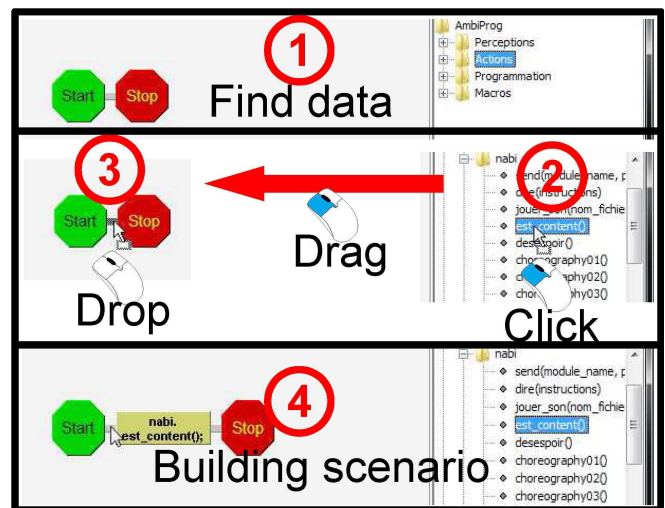 1
Find data
Start
Stop
AmbiProg
Perceptions
Actions
Programmation
Macros
3
Start
Stop
Drop
Drag
2
Click
nabi
send(module_name, p
dire(instructions)
jouer_son(nom_fichie
est_content()
desespoir()
choreography01()
choreography02()
choreography03()
4
Start
nabi.
est_content();
Stop
Building scenario
nabi
send(module_name, p
dire(instructions)
jouer_son(nom_fichie
est_content()
desespoir()
choreography01()
choreography02()
choreography03()